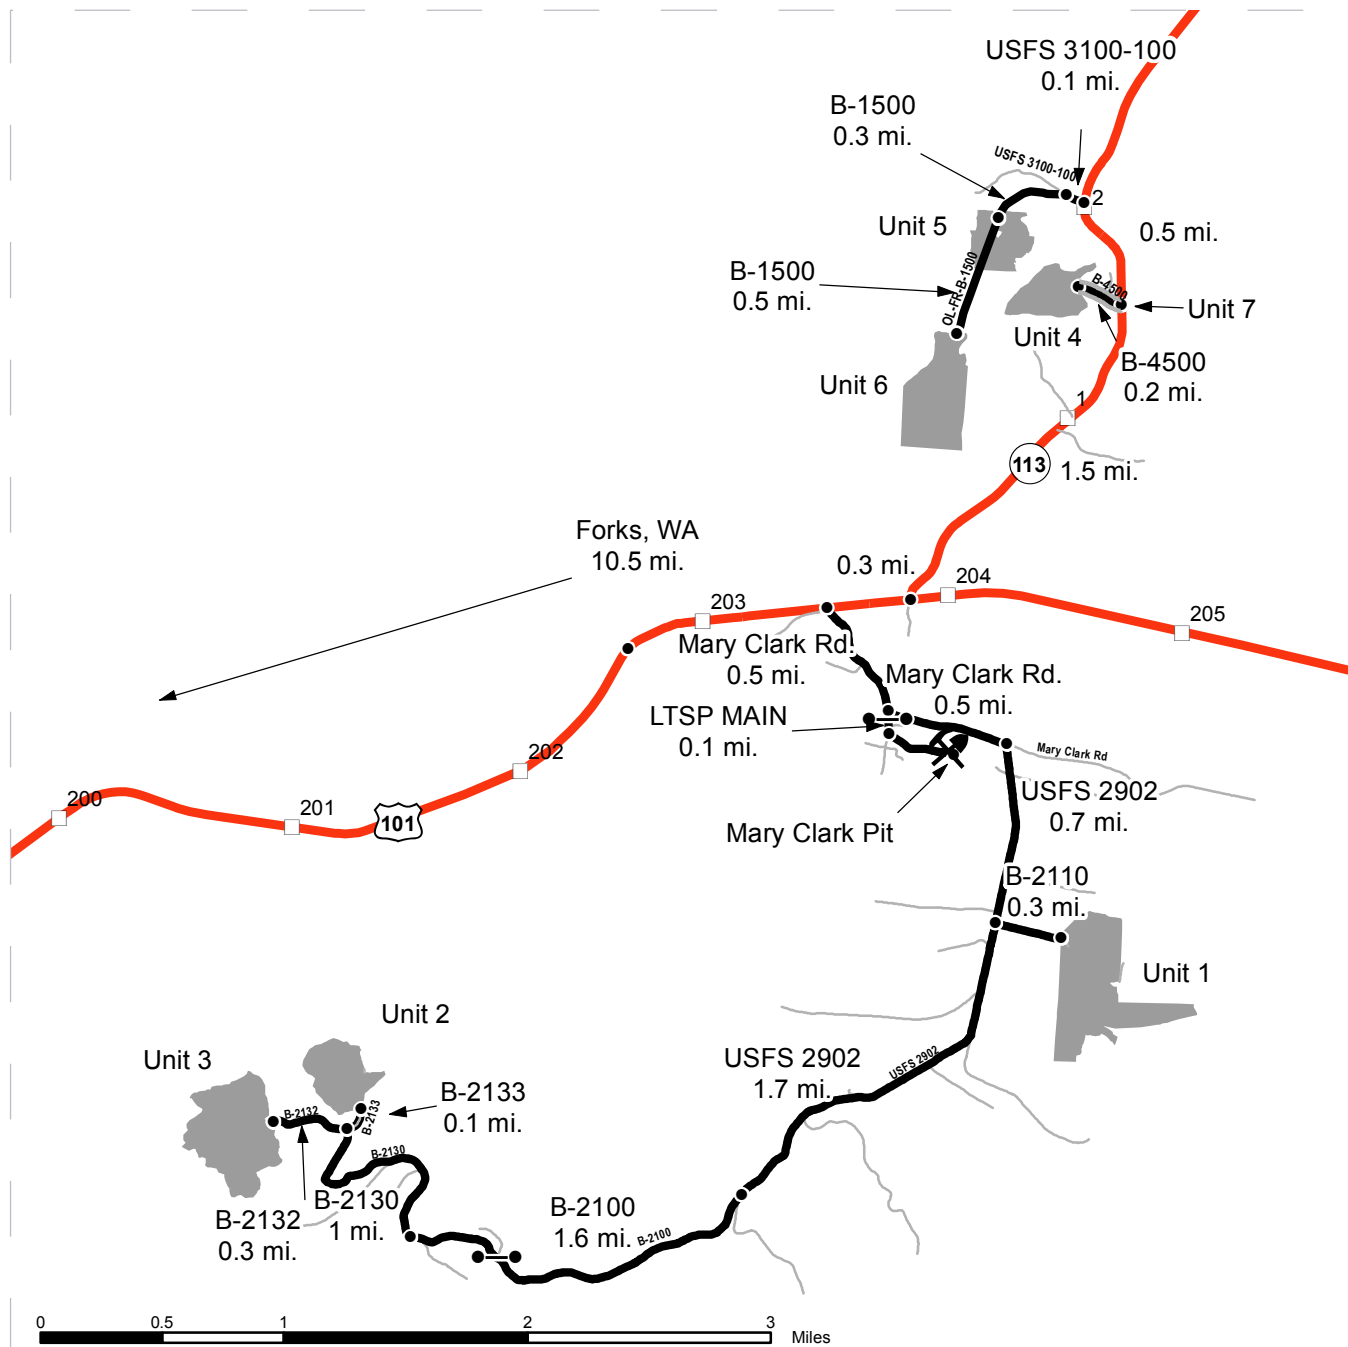 USFS 3100-100
0.1 mi.
B-1500
0.3 mi.
USFS 3100-100
2
Unit 5
0.5 mi.
B-1500
0.5 mi.
OL-FR-B-1500
B-4500
Unit 7
Unit 4
B-4500
0.2 mi.
Unit 6
1
113
1.5 mi.
Forks, WA
10.5 mi.
0.3 mi.
204
203
205
Mary Clark Rd.
0.5 mi.
Mary Clark Rd.
0.5 mi.
LTSP MAIN
0.1 mi.
Mary Clark Rd
202
200
201
101
USFS 2902
0.7 mi.
Mary Clark Pit
B-2110
0.3 mi.
Unit 1
Unit 2
Unit 3
USFS 2902
1.7 mi.
USFS 2902
B-2133
0.1 mi.
B-2132
B-2133
B-2130
B-2130
1 mi.
B-2132
0.3 mi.
B-2100
1.6 mi.
B-2100
0 0.5 1 2 3
Miles